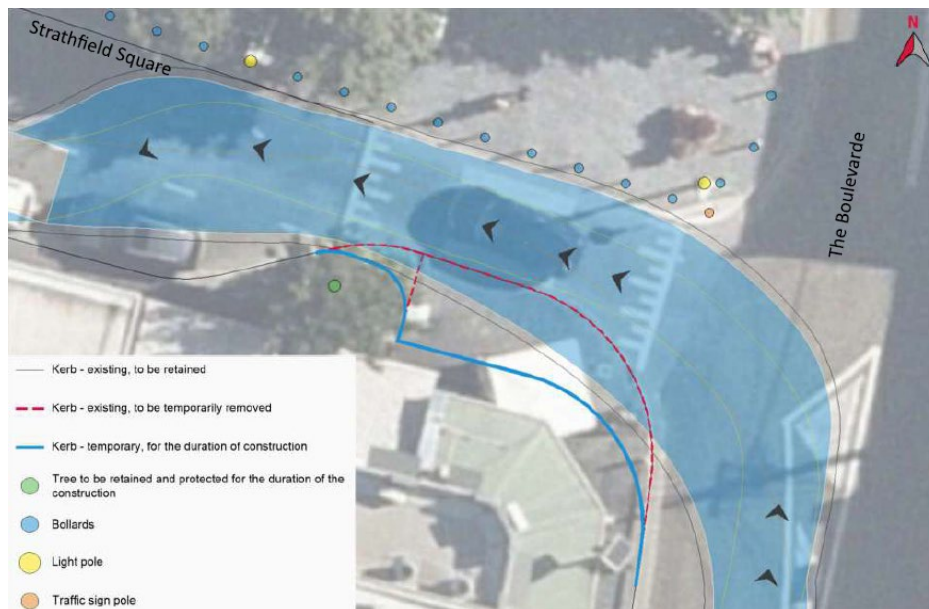 Strathfield Square
N
The Boulevarde
Kerb - existing, to be retained
Kerb - existing, to be temporarily removed
Kerb - temporary, for the duration of construction
Tree to be retained and protected for the duration of the
construction
Bollards
Light pole
Traffic sign pole